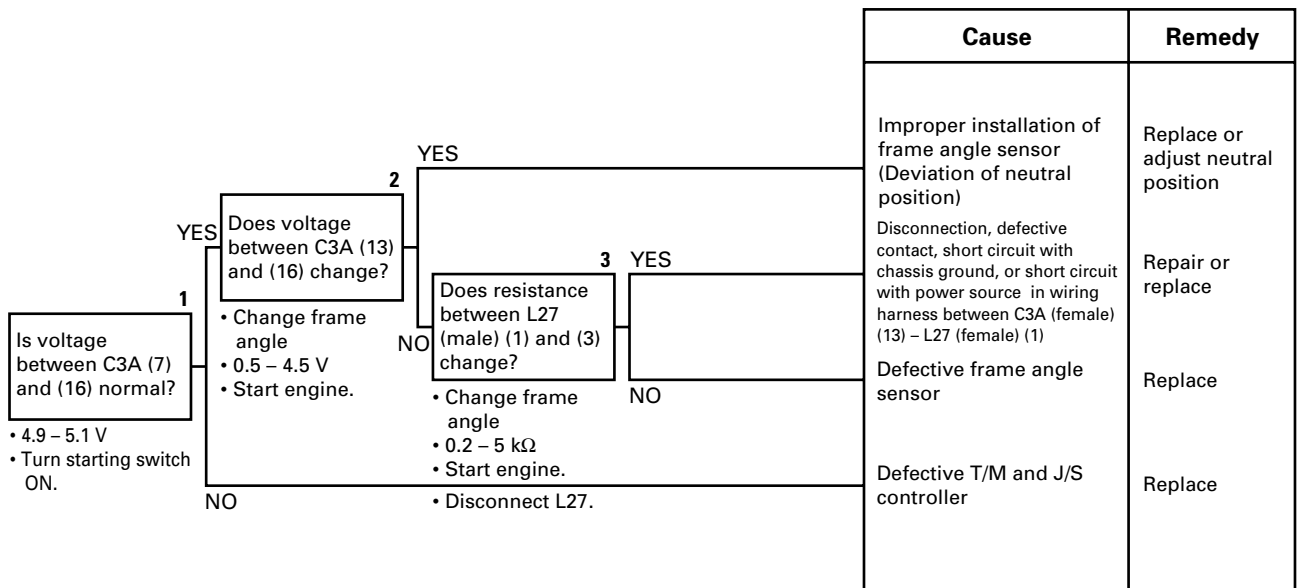 Cause
Remedy
Improper installation of
frame angle sensor
(Deviation of neutral
position)
Replace or
adjust neutral
position
YES
2
YES
Does voltage
between C3A (13)
and (16) change?
• Change frame
angle
• 0.5 – 4.5 V
• Start engine.
Disconnection, defective
contact, short circuit with
chassis ground, or short circuit
with power source in wiring
harness between C3A (female)
(13) – L27 (female) (1)
Repair or
replace
3
YES
NO
Does resistance
between L27
(male) (1) and (3)
change?
• Change frame
angle
• 0.2 – 5 kΩ
• Start engine.
• Disconnect L27.
NO
Defective frame angle
sensor
Replace
1
Is voltage
between C3A (7)
and (16) normal?
• 4.9 – 5.1 V
• Turn starting switch
ON.
NO
Defective T/M and J/S
controller
Replace